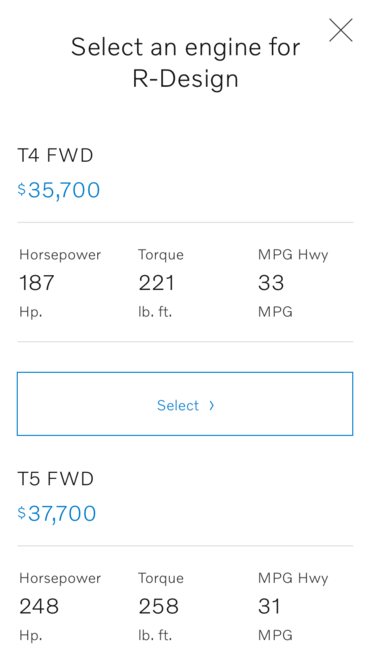 Select an engine for
R-Design
T4 FWD
$35,700
Horsepower Torque MPG Hwy
187 221 33
Hp. lb. ft. MPG
Select ›
T5 FWD
$37,700
Horsepower Torque MPG Hwy
248 258 31
Hp. lb. ft. MPG